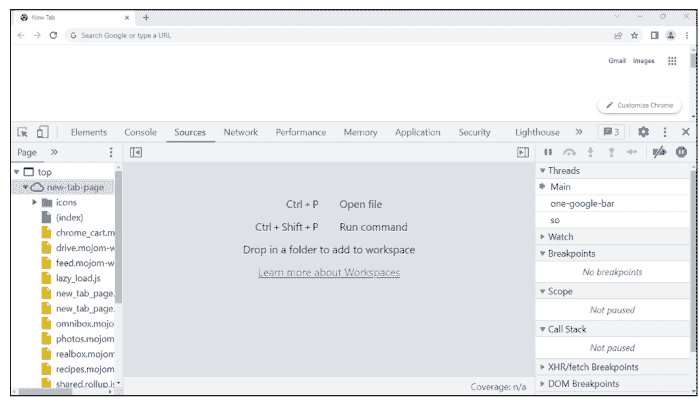 New Tab
Search Google or type a URL
Gmail Images
Customize Chrome
Elements Console Sources Network Performance Memory Application Security Lighthouse » 3
Page »
top
new-tab-page
icons
(index)
chrome_cart.m
drive.mojom-w
feed.mojom-w
lazy_load.js
new_tab_page.
new_tab_page.
omnibox.mojo
photos.mojom
realbox.mojom
recipes.mojom
shared.rollup.js
Ctrl + P Open file
Ctrl + Shift + P Run command
Drop in a folder to add to workspace
Learn more about Workspaces
Coverage: n/a
Threads
Main
one-google-bar
so
Watch
Breakpoints
No breakpoints
Scope
Not paused
Call Stack
Not paused
XHR/fetch Breakpoints
DOM Breakpoints